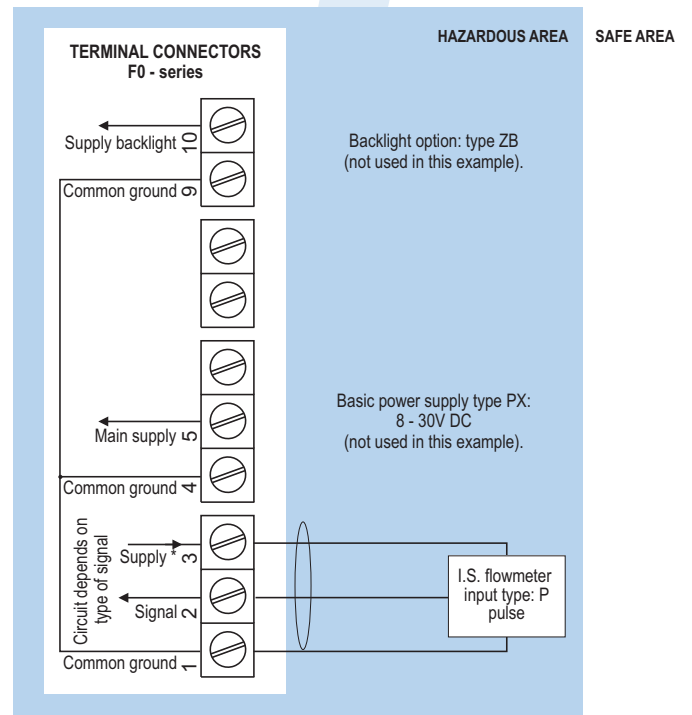 HAZARDOUS AREA
SAFE AREA
TERMINAL CONNECTORS
F0 - series
Supply backlight
10
Backlight option: type ZB
(not used in this example).
Common ground
9
Basic power supply type PX:
8 - 30V DC
(not used in this example).
Main supply
5
Common ground
4
Circuit depends on
type of signal
Supply *
3
Signal
2
Common ground
1
I.S. flowmeter
input type: P
pulse